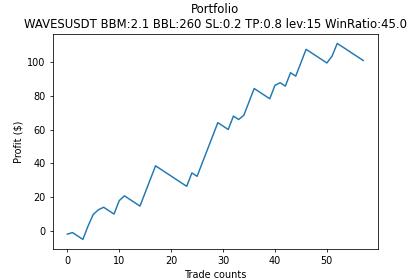 Portfolio
WAVESUSDT BBM:2.1 BBL:260 SL:0.2 TP:0.8 lev:15 WinRatio:45.0
100
80
60
40
20
0
Profit ($)
0 10 20 30 40 50
Trade counts